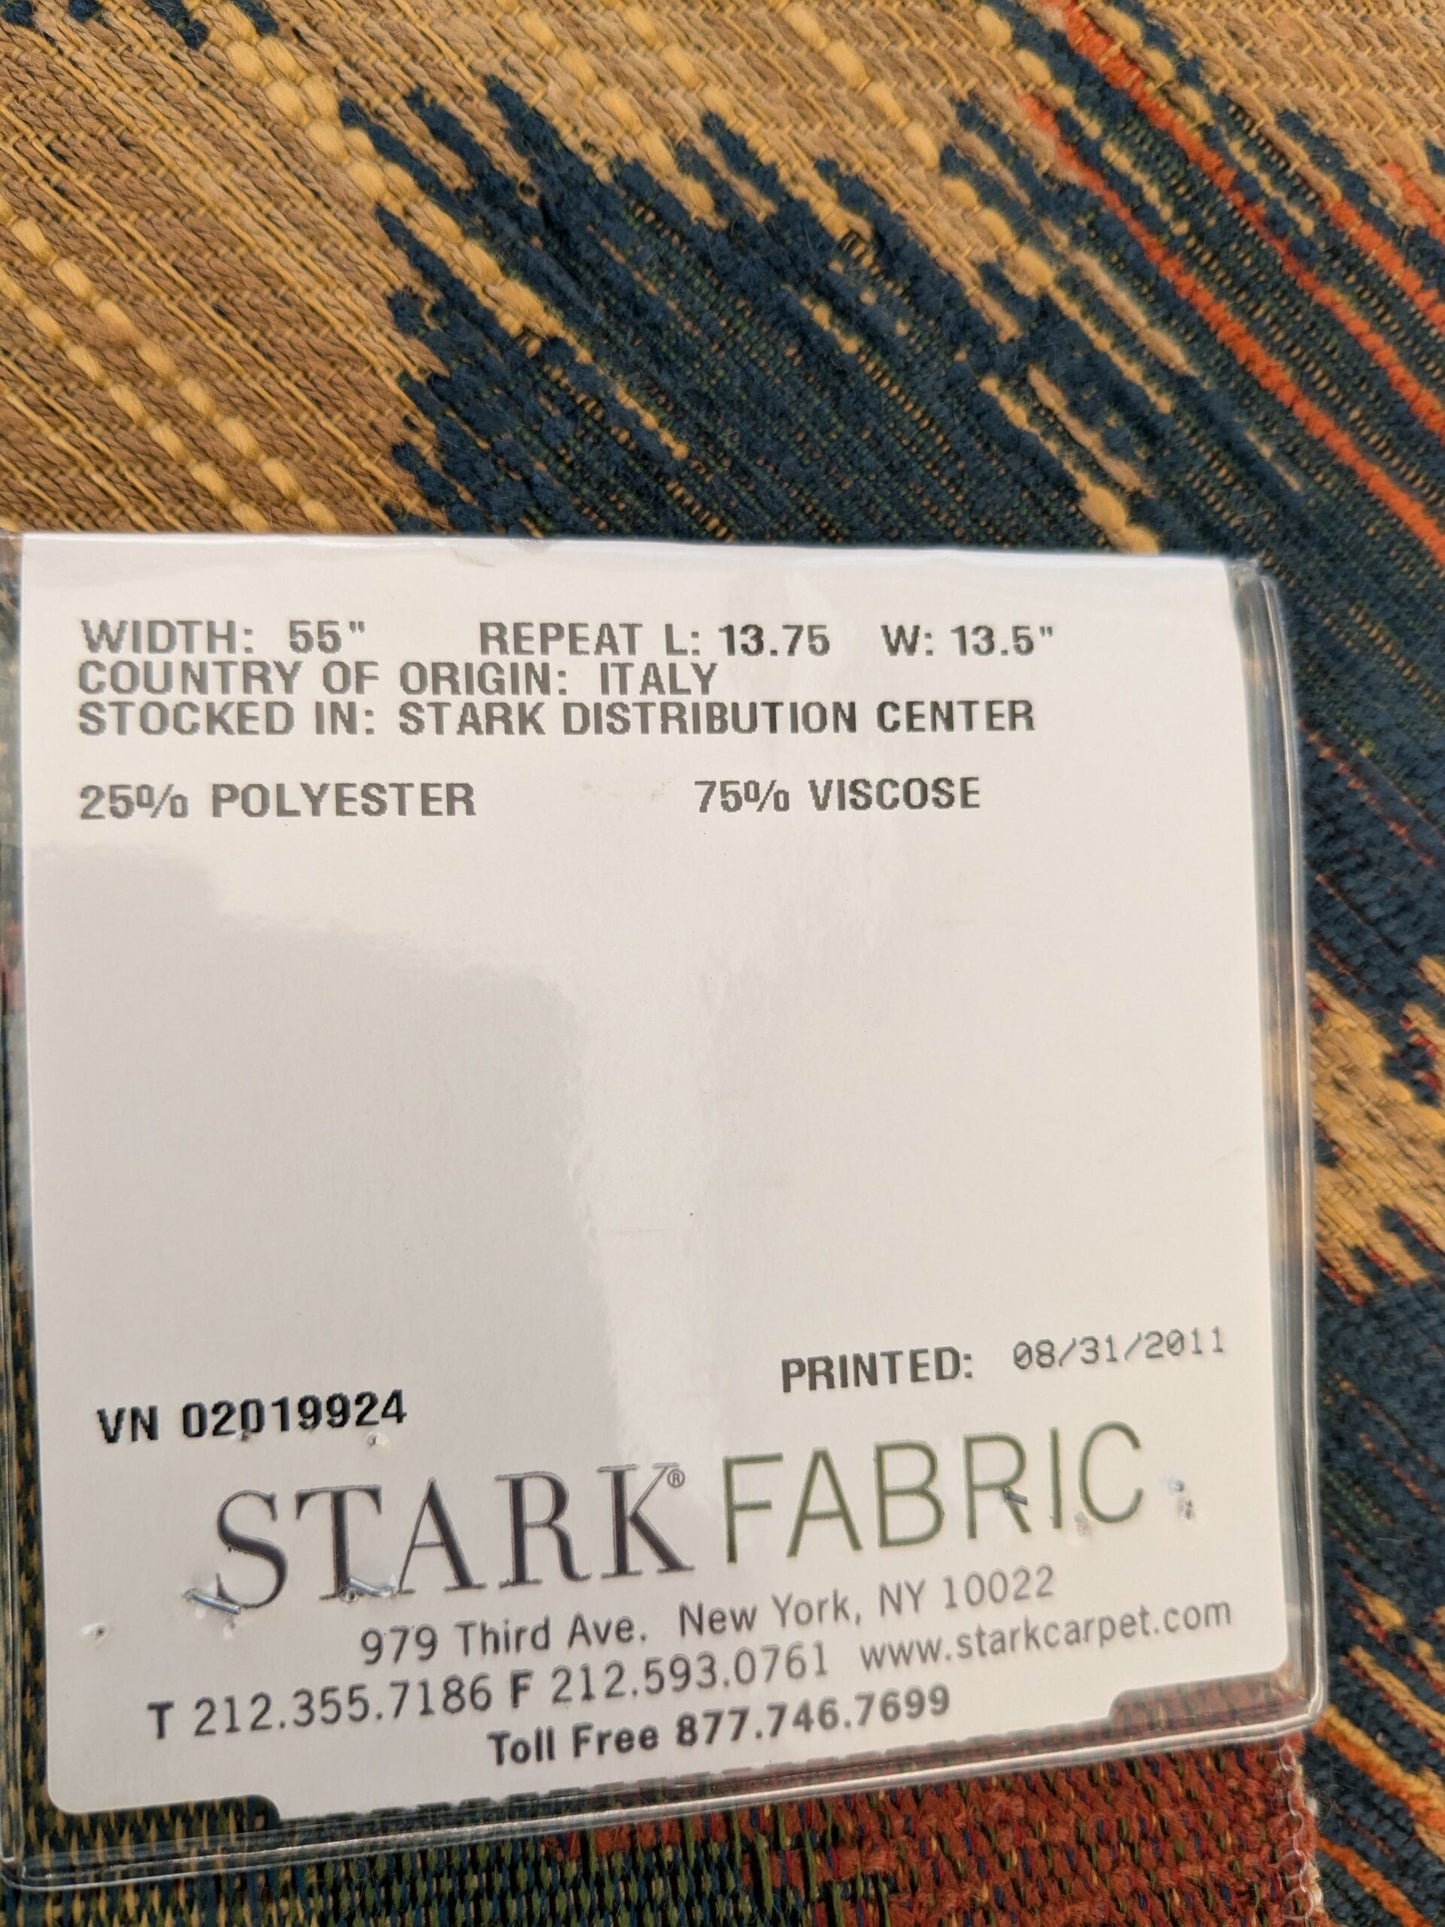 WIDTH: 55" REPEAT L: 13.75 W: 13.5"
COUNTRY OF ORIGIN: ITALY
STOCKED IN: STARK DISTRIBUTION CENTER
25% POLYESTER 75% VISCOSE
PRINTED: 08/31/2011
VN 02019924
STARK® FABRIC
979 Third Ave. New York, NY 10022
T 212.355.7186 F 212.593.0761 www.starkcarpet.com
Toll Free 877.746.7699